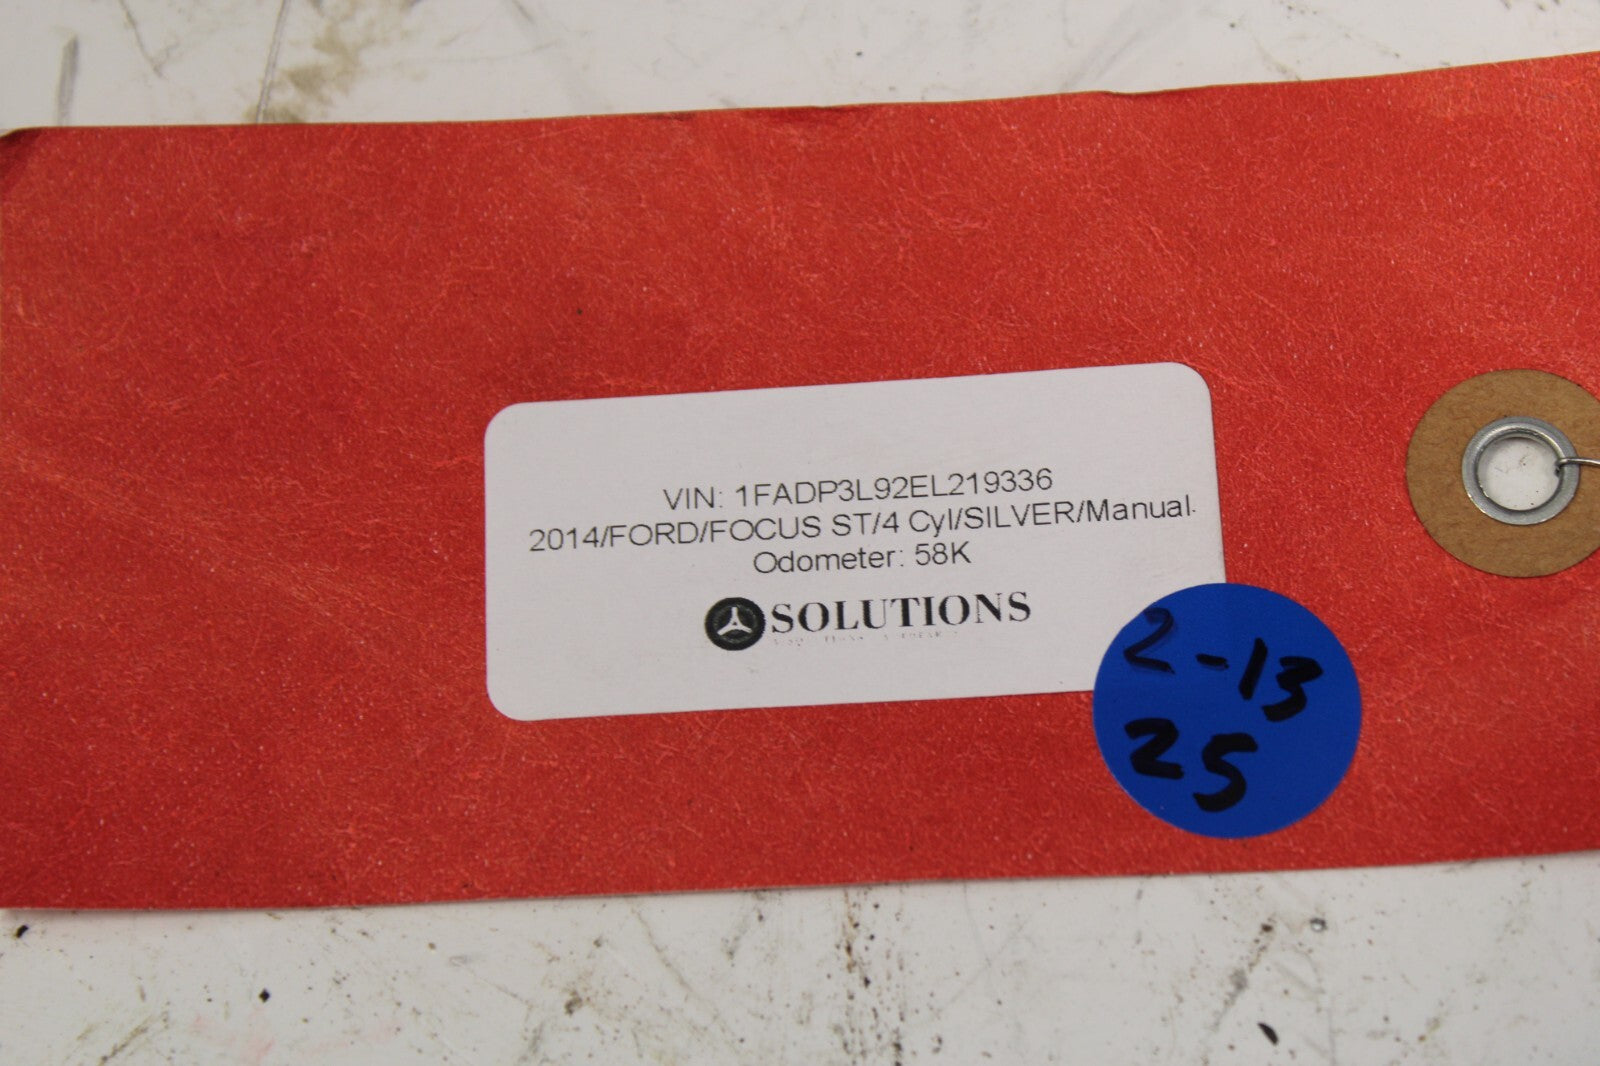 VIN: 1FADP3L92EL219336
2014/FORD/FOCUS ST/4 Cyl/SILVER/Manual
Odometer: 58K
SOLUTIONS
2-13
25